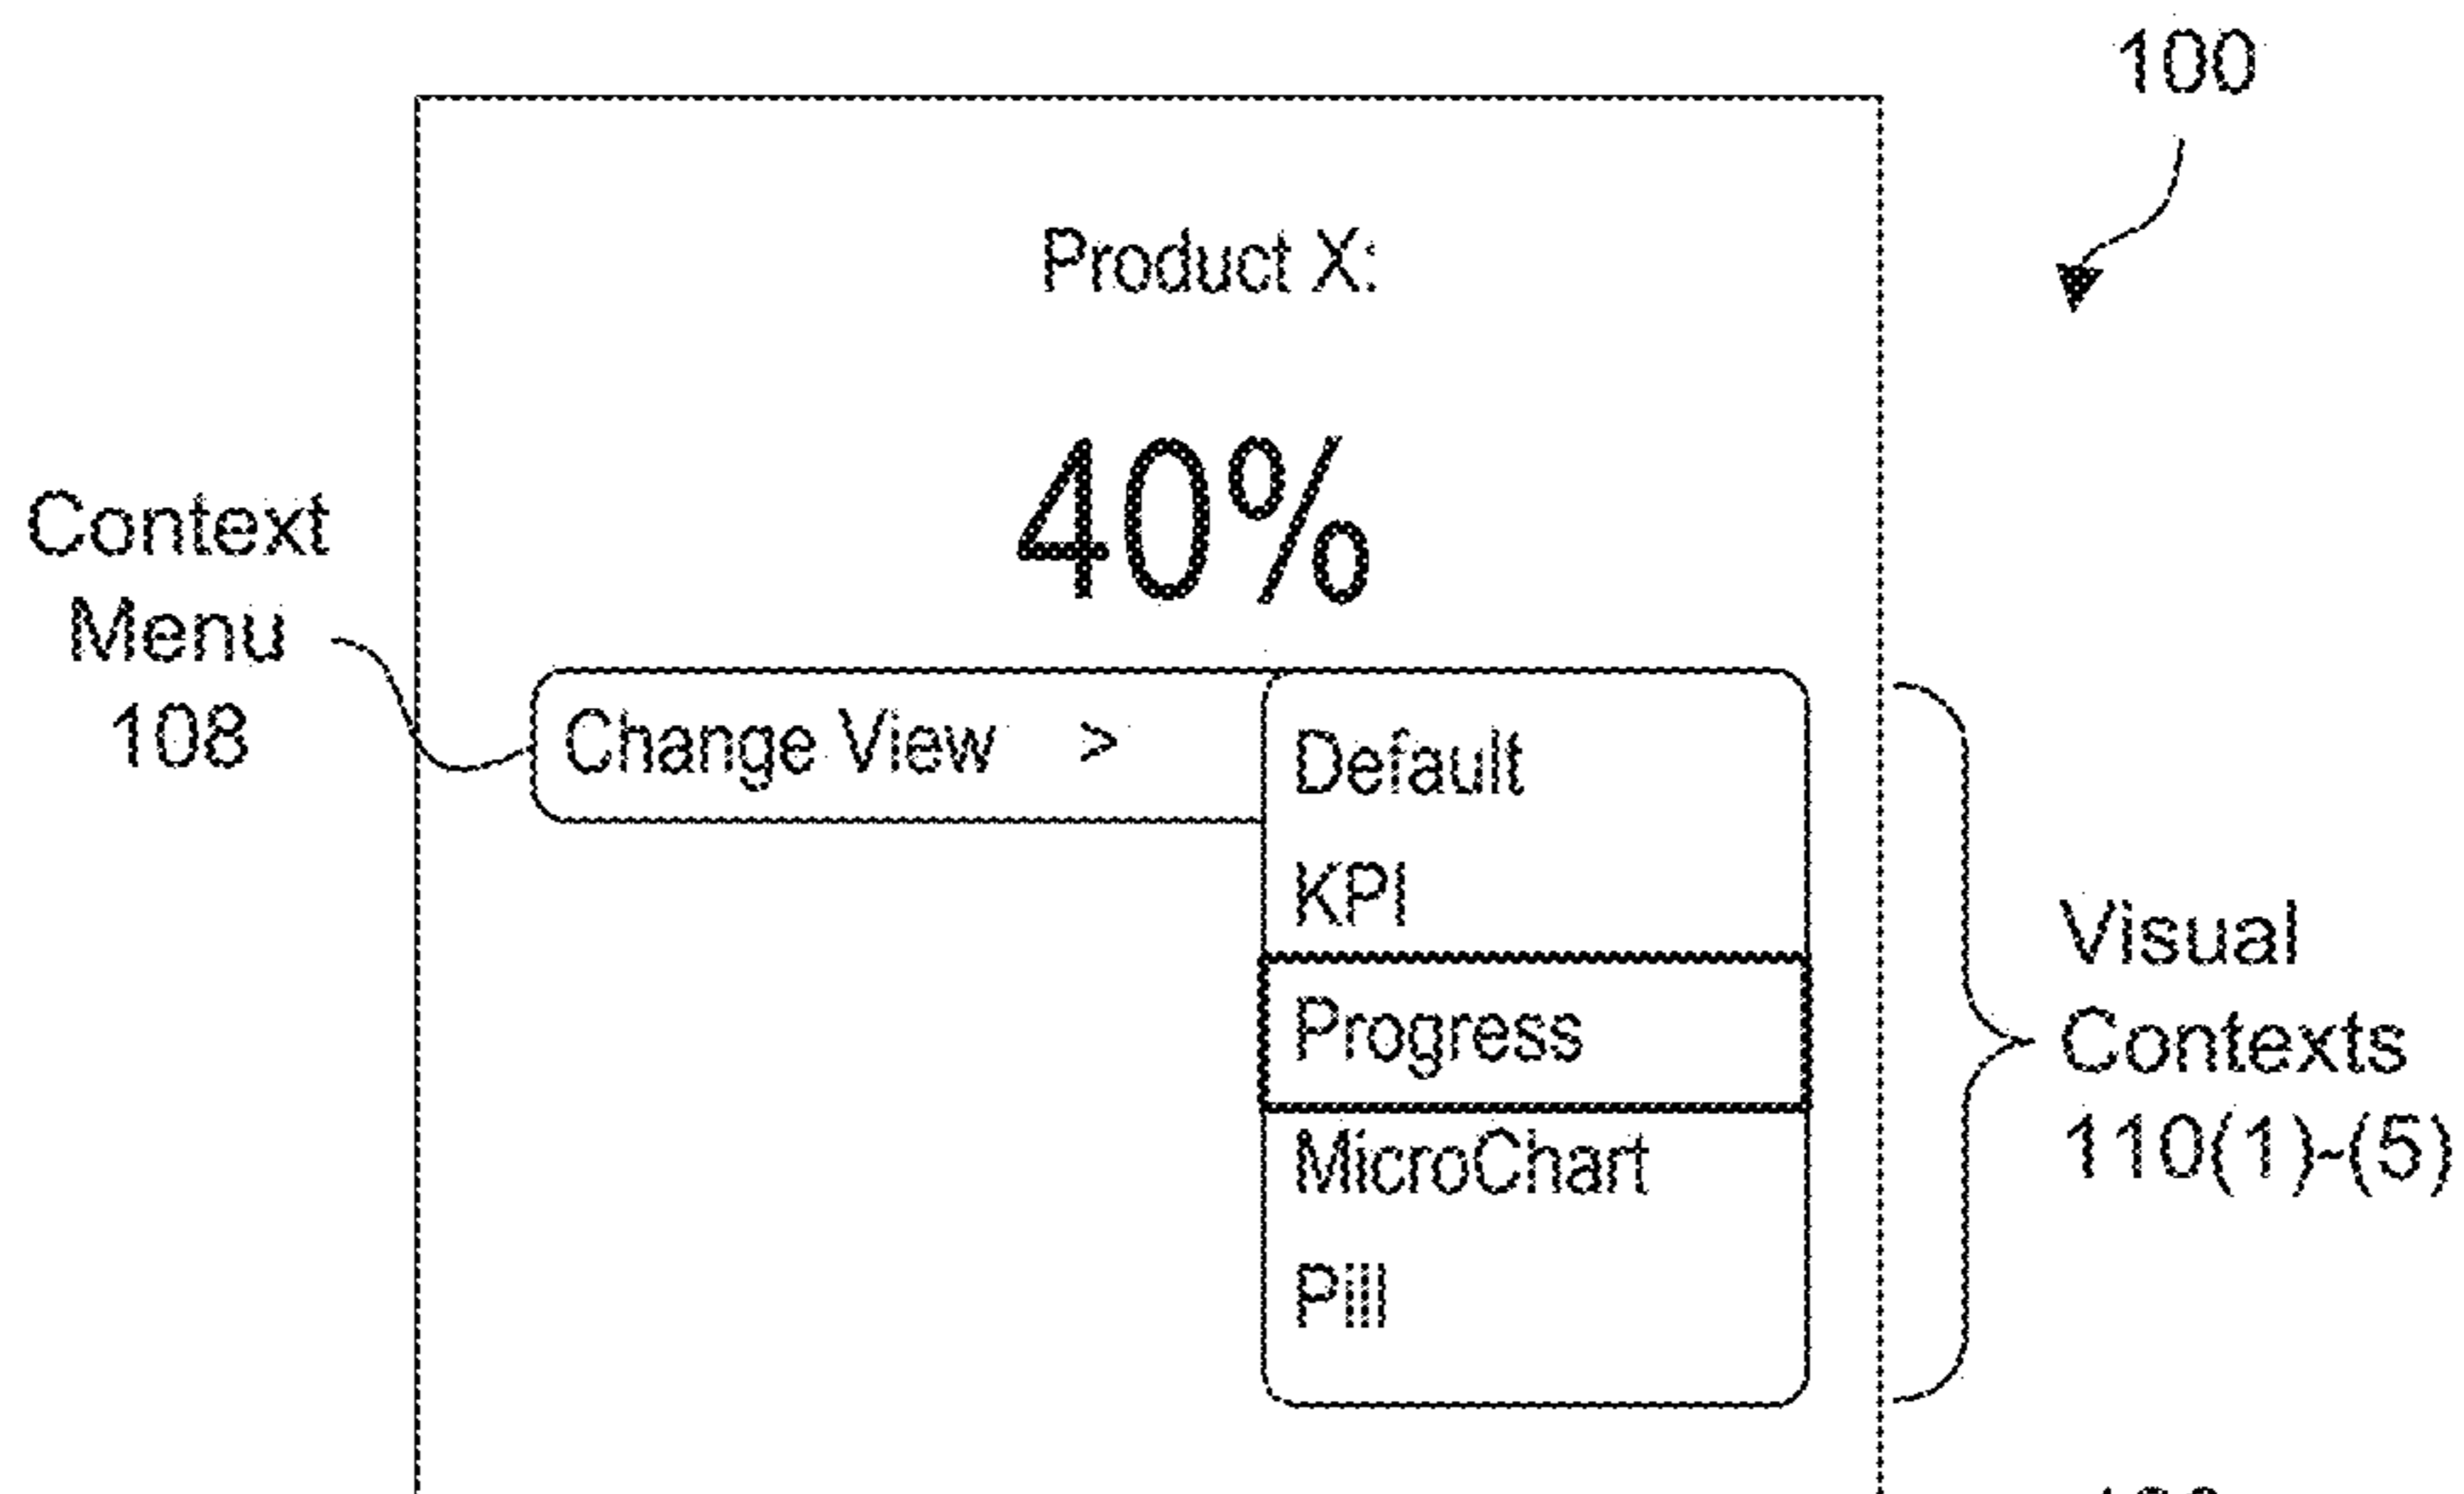 100
Product X:
40%
Context
Menu
108
Change View >
Default
KPI
Progress
MicroChart
Pill
Visual
Contexts
110(1)-(5)